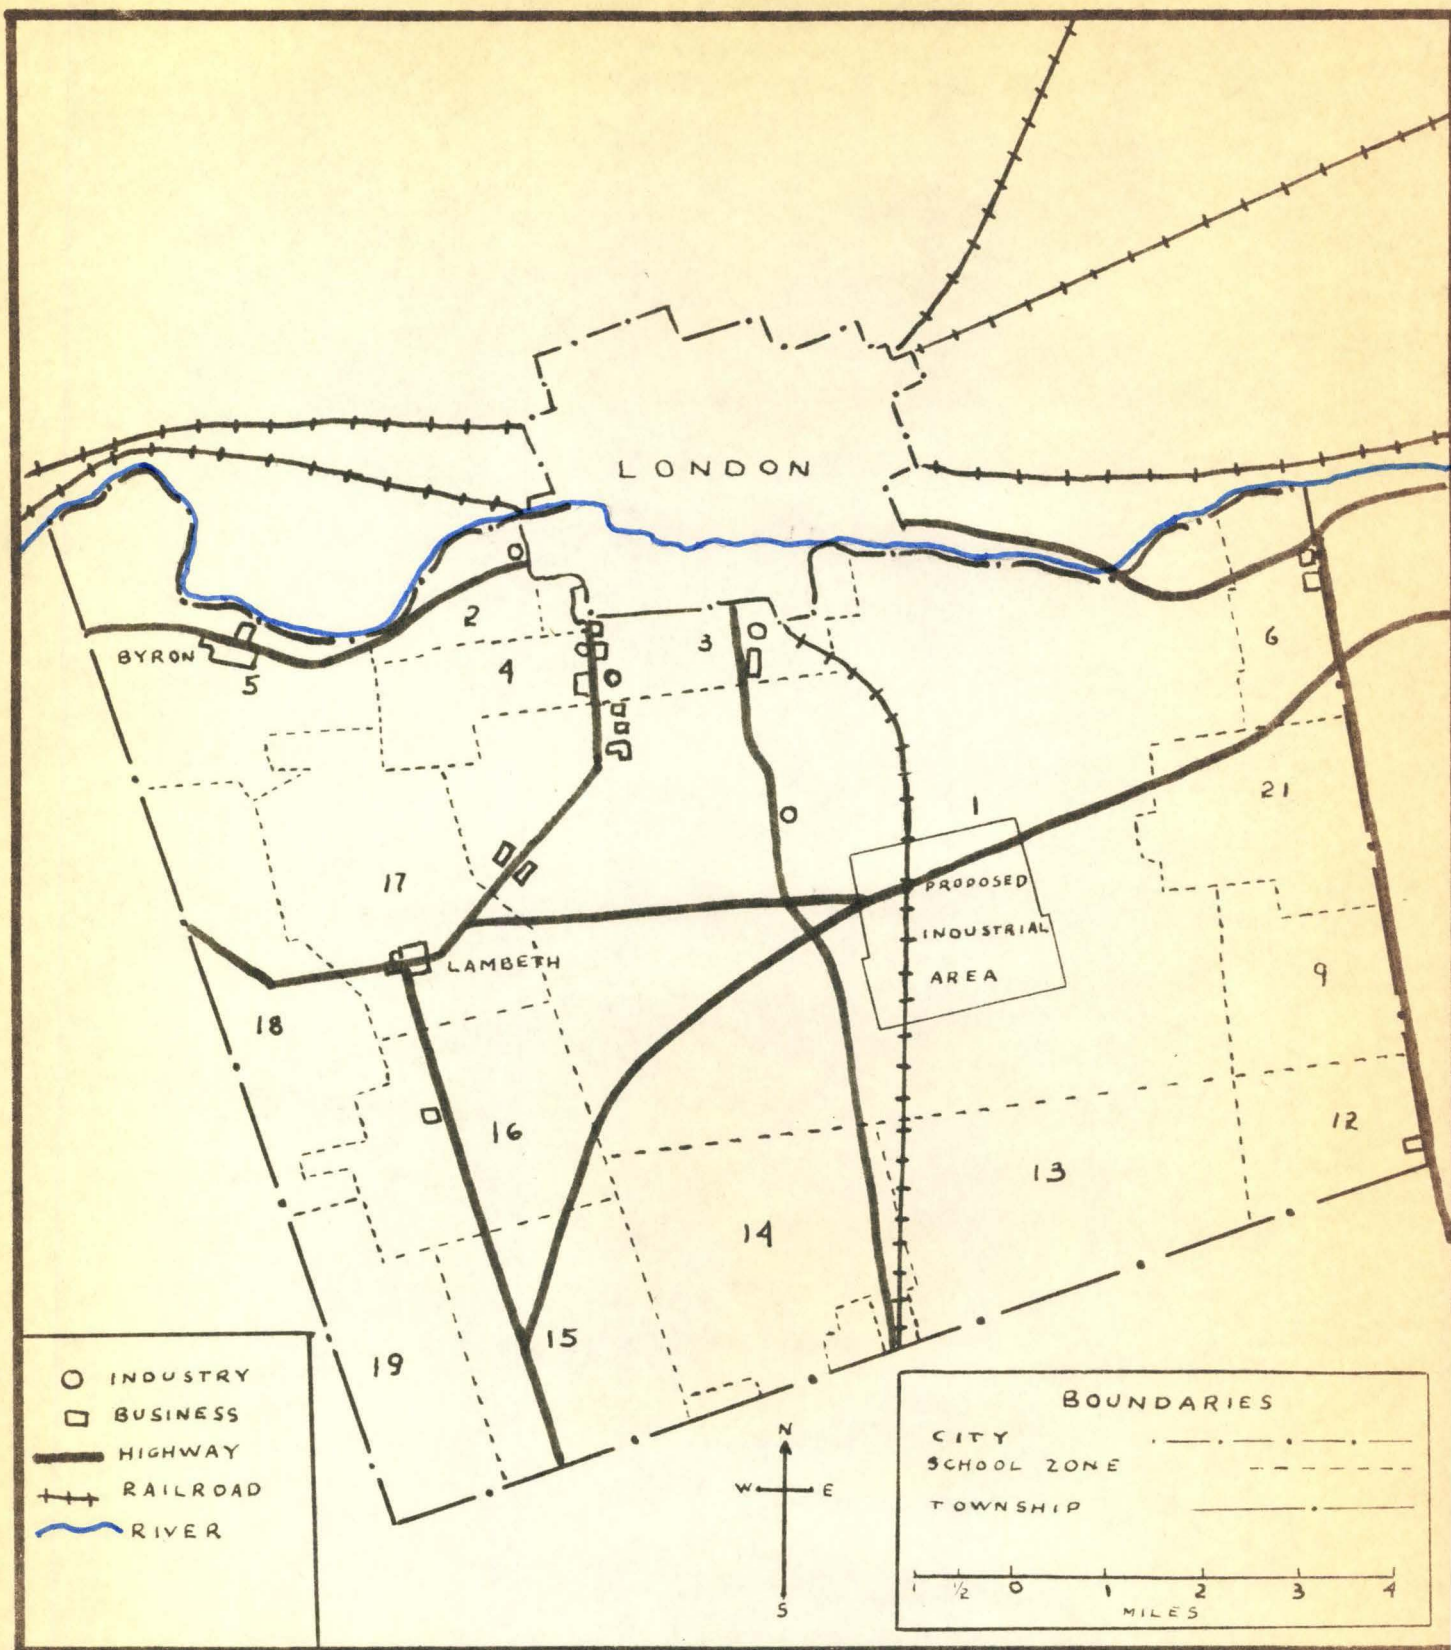 LONDON
2
3
6
BYRON
5
4
21
1
17
PROPOSED
INDUSTRIAL
AREA
LAMBETH
9
18
16
12
13
14
15
19
INDUSTRY
BUSINESS
HIGHWAY
RAILROAD
RIVER
N
W E
S
BOUNDARIES
CITY
SCHOOL ZONE
TOWNSHIP
1 ½ 0 1 2 3 4
MILES